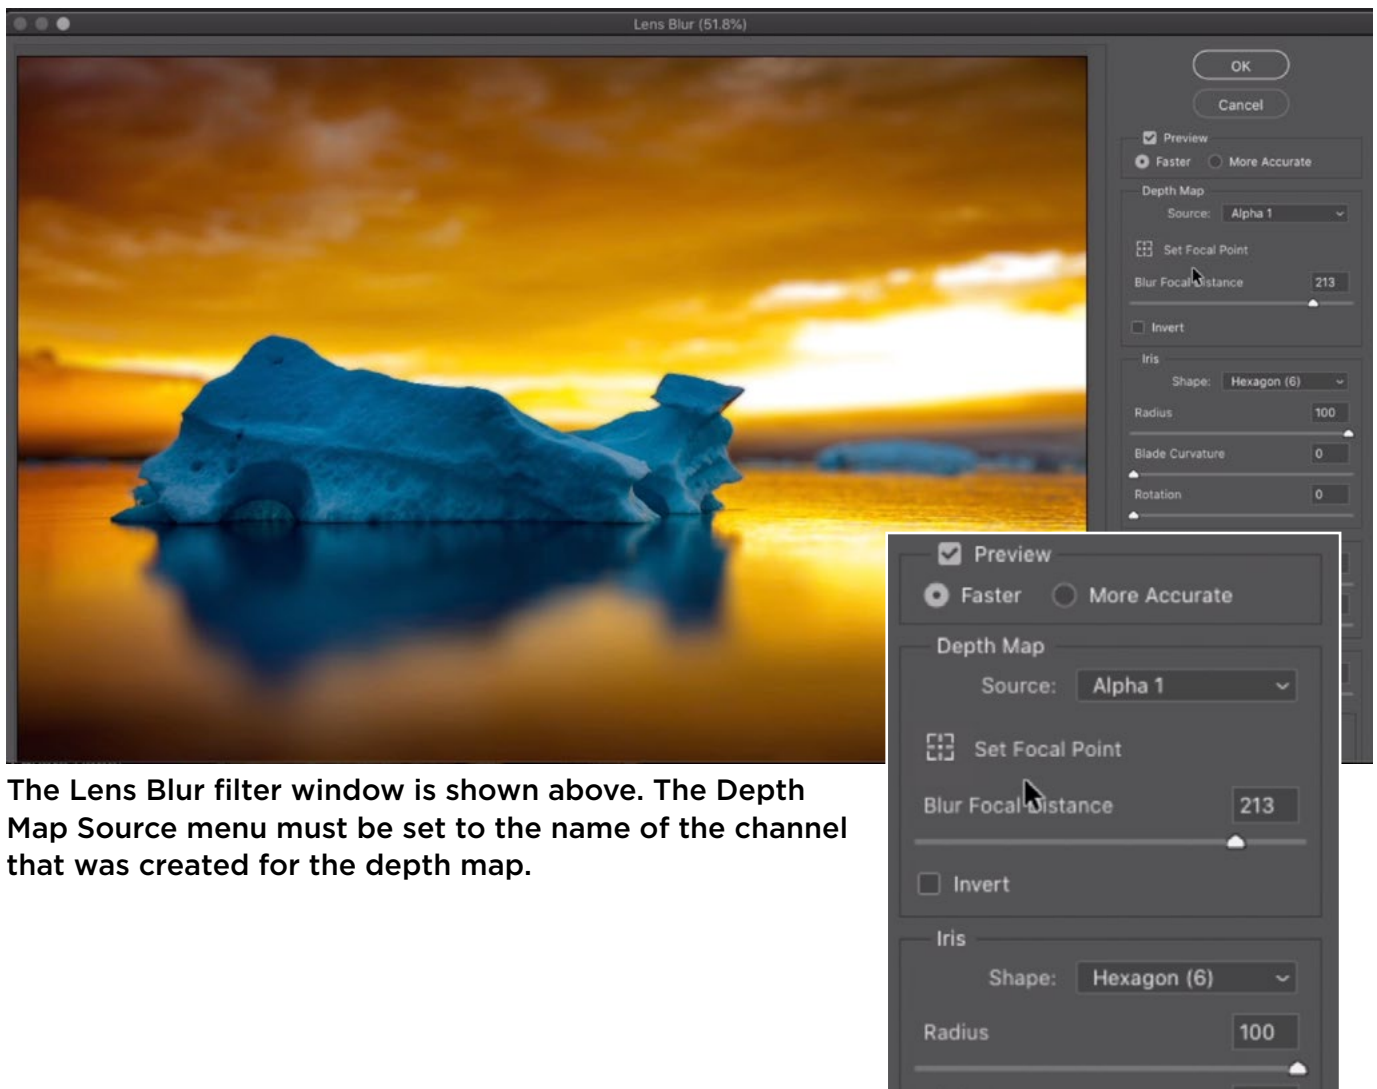 Lens Blur (51.8%)
OK
Cancel
Preview
Faster More Accurate
Depth Map
Source: Alpha 1
Set Focal Point
Blur Focal Distance 213
Invert
Iris
Shape: Hexagon (6)
Radius 100
Blade Curvature 0
Rotation 0
Preview
Faster More Accurate
Depth Map
Source: Alpha 1
Set Focal Point
Blur Focal Distance 213
Invert
Iris
Shape: Hexagon (6)
Radius 100
The Lens Blur filter window is shown above. The Depth
Map Source menu must be set to the name of the channel
that was created for the depth map.